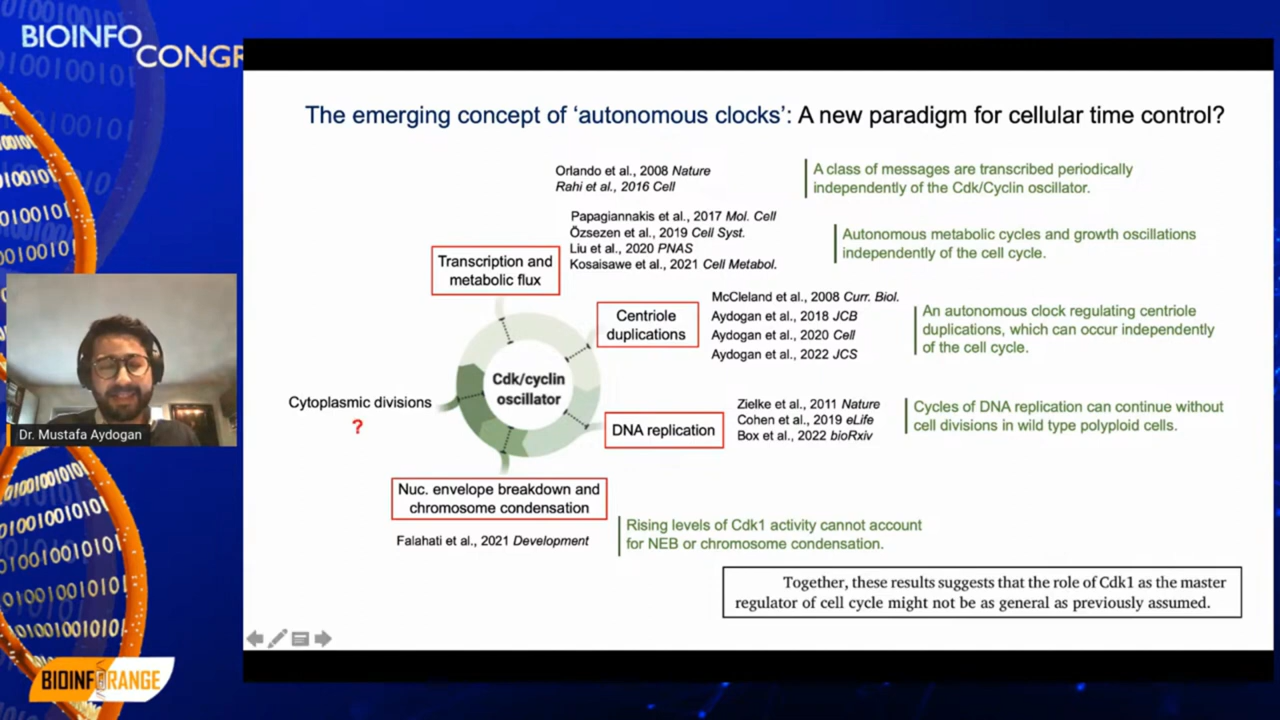 BIOINFO
CONGR
The emerging concept of ‘autonomous clocks’: A new paradigm for cellular time control?
Orlando et al., 2008 Nature
Rahi et al., 2016 Cell
A class of messages are transcribed periodically
independently of the Cdk/Cyclin oscillator.
Papagiannakis et al., 2017 Mol. Cell
Özsezen et al., 2019 Cell Syst.
Liu et al., 2020 PNAS
Kosaisawe et al., 2021 Cell Metabol.
Autonomous metabolic cycles and growth oscillations
independently of the cell cycle.
Transcription and
metabolic flux
Centriole
duplications
McCleland et al., 2008 Curr. Biol.
Aydogan et al., 2018 JCB
Aydogan et al., 2020 Cell
Aydogan et al., 2022 JCS
An autonomous clock regulating centriole
duplications, which can occur independently
of the cell cycle.
Cdk/cyclin
oscillator
Cytoplasmic divisions
?
DNA replication
Zielke et al., 2011 Nature
Cohen et al., 2019 eLife
Box et al., 2022 bioRxiv
Cycles of DNA replication can continue without
cell divisions in wild type polyploid cells.
Nuc. envelope breakdown and
chromosome condensation
Falahati et al., 2021 Development
Rising levels of Cdk1 activity cannot account
for NEB or chromosome condensation.
Together, these results suggests that the role of Cdk1 as the master
regulator of cell cycle might not be as general as previously assumed.
Dr. Mustafa Aydogan
BIOINFORANGE